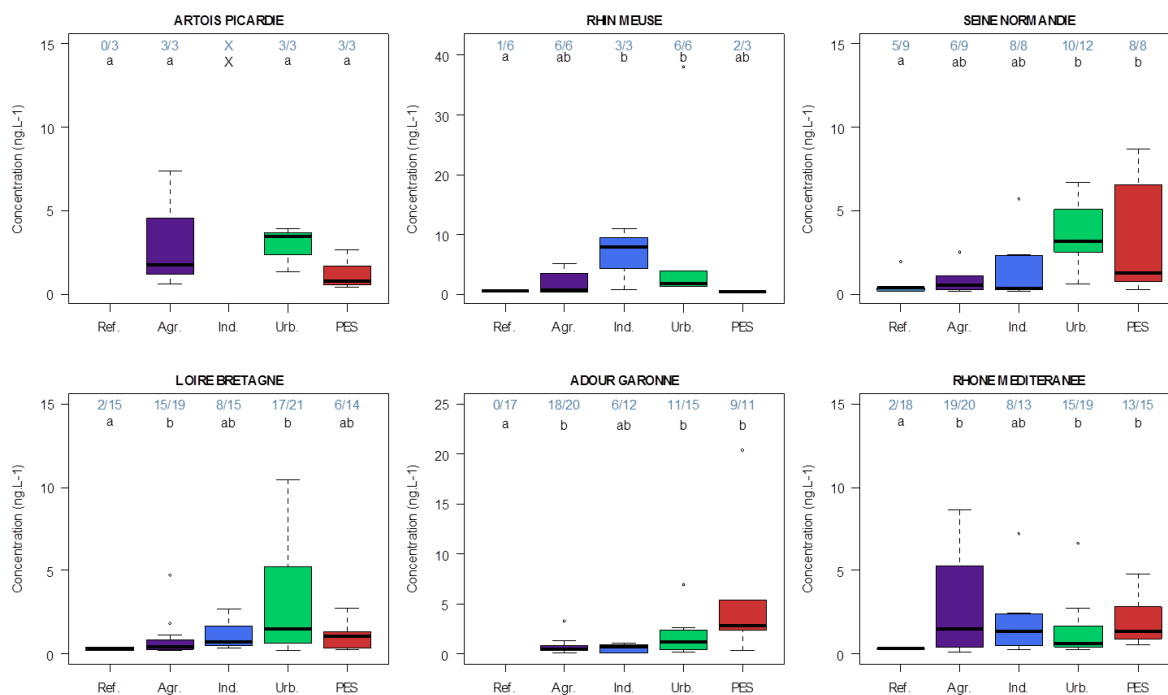 ARTOIS PICARDIE
0/3 3/3 X 3/3 3/3
a a X a a
15
10
5
0
Concentration (ng.L-1)
Ref. Agr. Ind. Urb. PES
RHIN MEUSE
1/6 6/6 3/3 6/6 2/3
a ab b b ab
40
30
20
10
0
Concentration (ng.L-1)
Ref. Agr. Ind. Urb. PES
SEINE NORMANDIE
5/9 6/9 8/8 10/12 8/8
a ab ab b b
15
10
5
0
Concentration (ng.L-1)
Ref. Agr. Ind. Urb. PES
LOIRE BRETAGNE
2/15 15/19 8/15 17/21 6/14
a b ab b ab
15
10
5
0
Concentration (ng.L-1)
Ref. Agr. Ind. Urb. PES
ADOUR GARONNE
0/17 18/20 6/12 11/15 9/11
a b ab b b
25
20
15
10
5
0
Concentration (ng.L-1)
Ref. Agr. Ind. Urb. PES
RHONE MEDITERANEE
2/18 19/20 8/13 15/19 13/15
a b ab b b
15
10
5
0
Concentration (ng.L-1)
Ref. Agr. Ind. Urb. PES